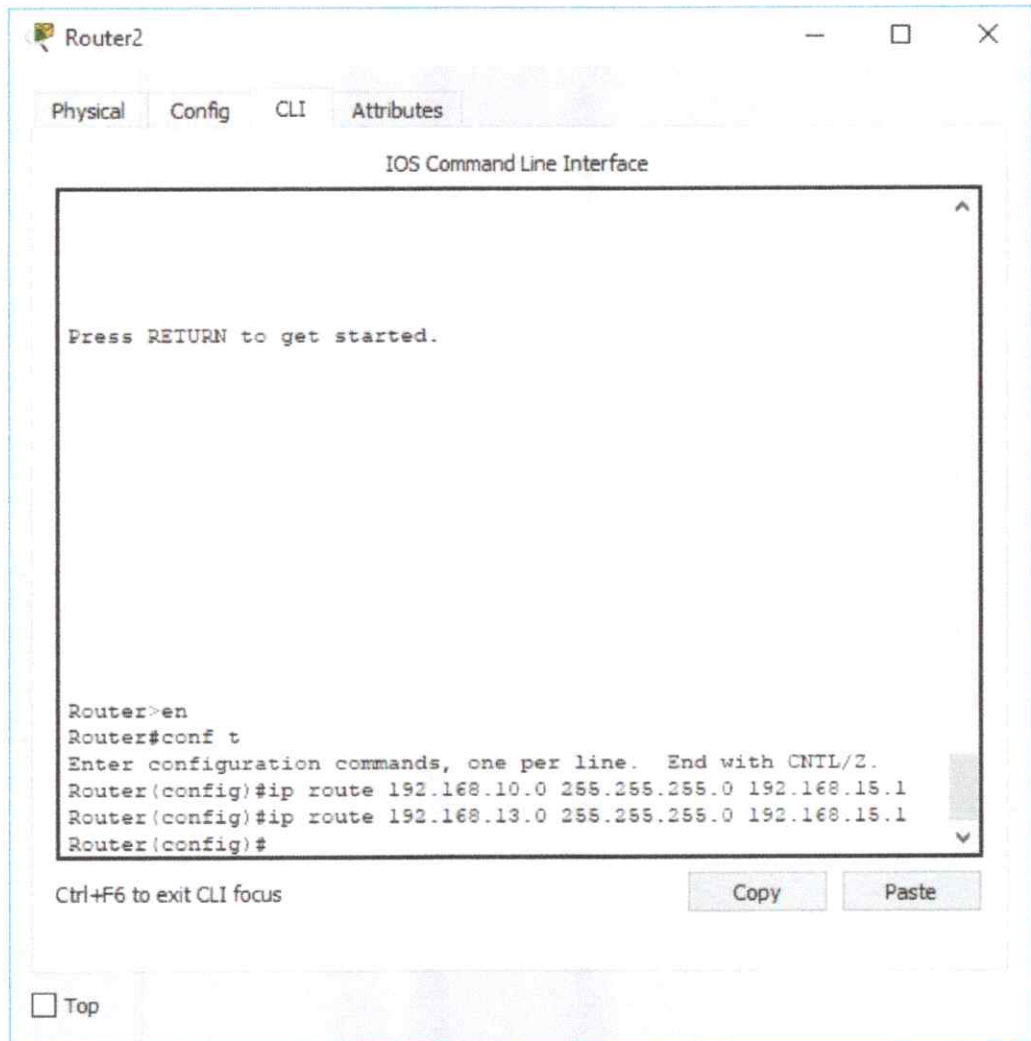 Router2
Physical Config CLI Attributes
IOS Command Line Interface
Press RETURN to get started.
Router>en
Router#conf t
Enter configuration commands, one per line. End with CNTL/Z.
Router(config)#ip route 192.168.10.0 255.255.255.0 192.168.15.1
Router(config)#ip route 192.168.13.0 255.255.255.0 192.168.15.1
Router(config)#
Ctrl+F6 to exit CLI focus
Copy Paste
Top